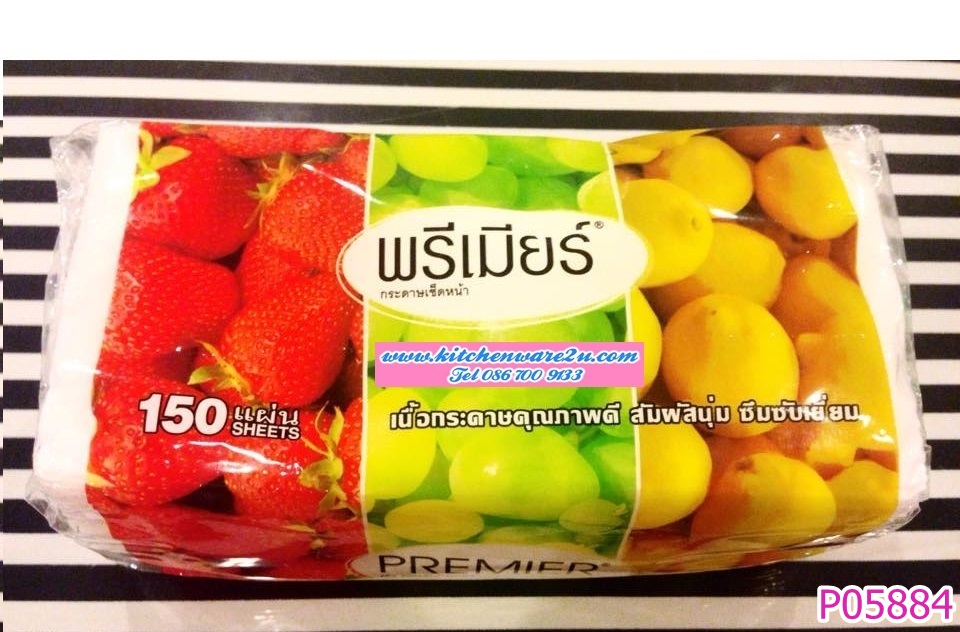 พรีเมียร์®
กระดาษเช็ดหน้า
www.kitchenware2u.com
Tel 086 700 9133
150 แผ่น
SHEETS
เนื้อกระดาษคุณภาพดี สัมผัสนุ่ม ซึมซับเยี่ยม
PREMIER®
P05884